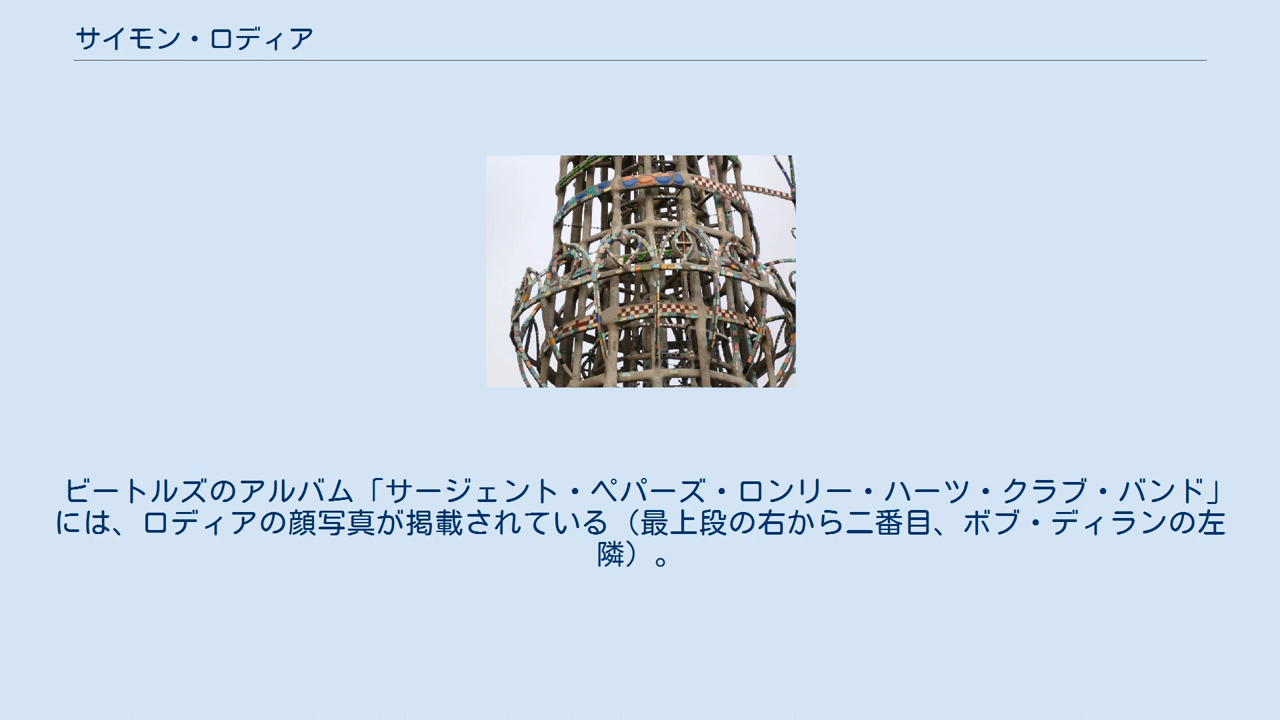 サイモン・ロディア
ビートルズのアルバム「サージェント・ペパーズ・ロンリー・ハーツ・クラブ・バンド」
には、ロディアの顔写真が掲載されている（最上段の右から二番目、ボブ・ディランの左
隣）。